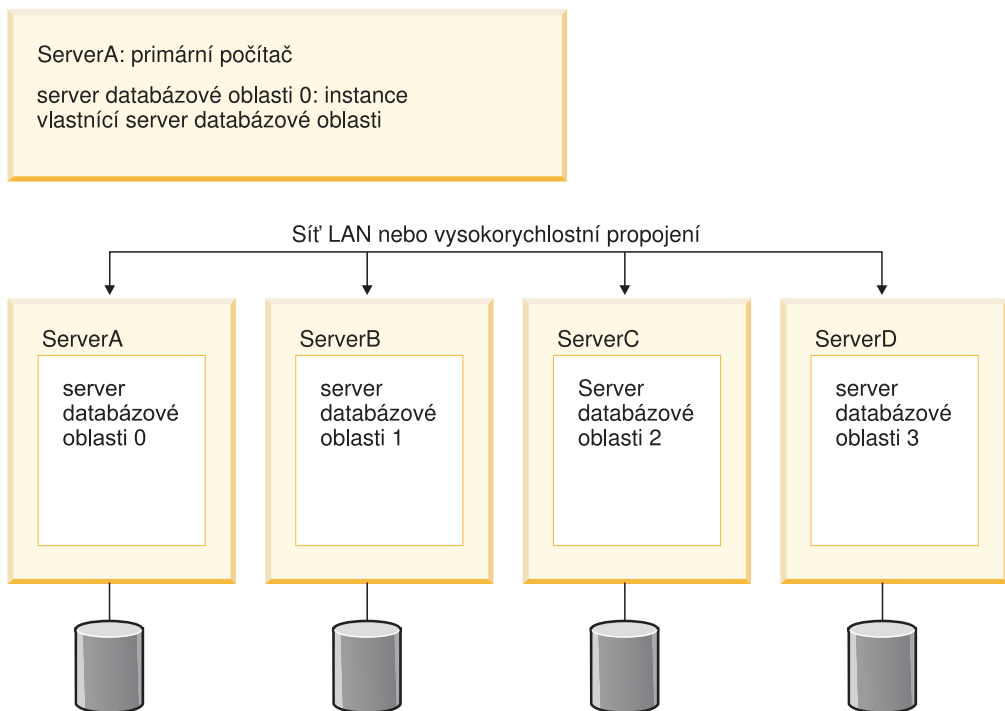 ServerA: primární počítač
server databázové oblasti 0: instance
vlastnící server databázové oblasti
Síť LAN nebo vysokorychlostní propojení
ServerA
server
databázové
oblasti 0
ServerB
server
databázové
oblasti 1
ServerC
Server
databázové
oblasti 2
ServerD
server
databázové
oblasti 3